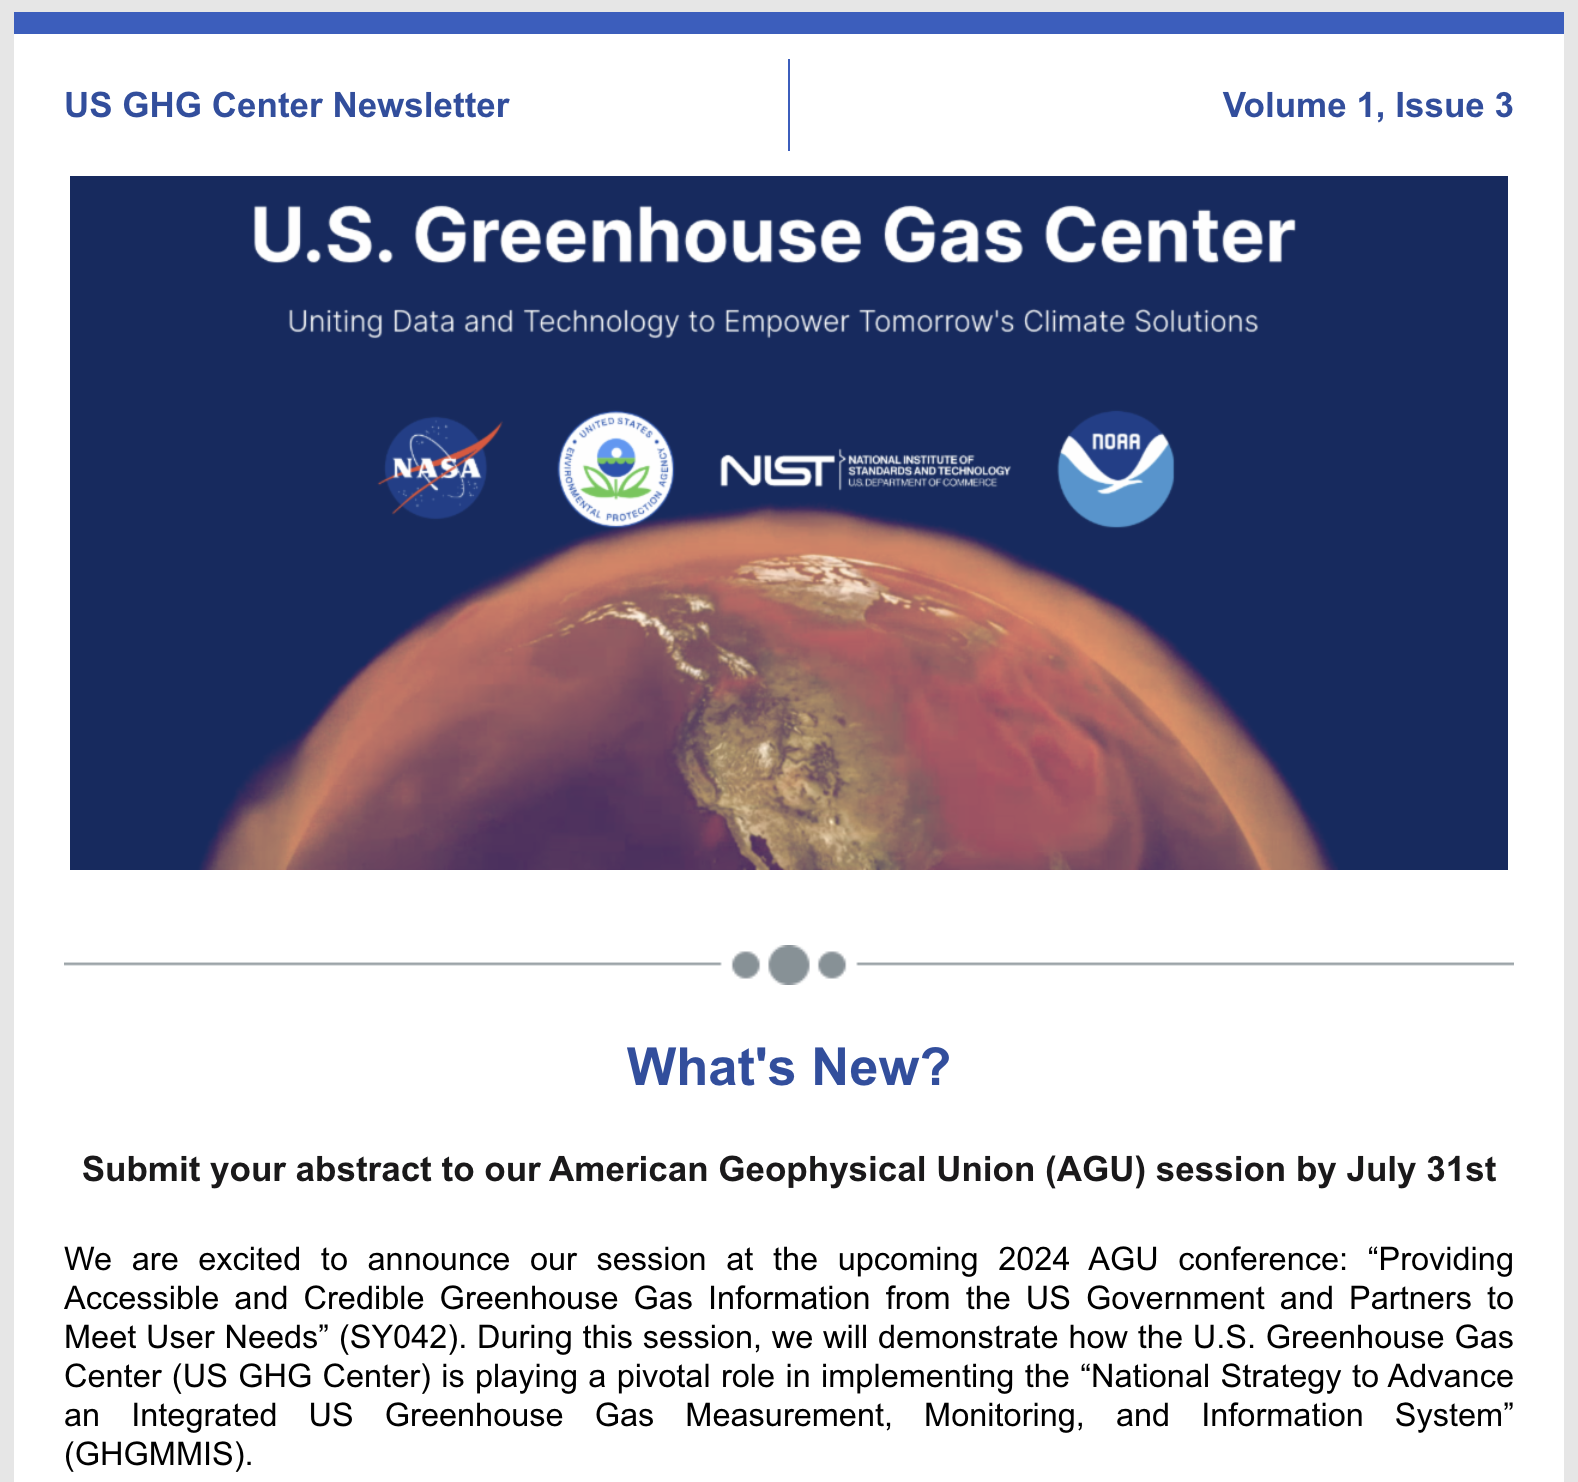 US GHG Center Newsletter
Volume 1, Issue 3
U.S. Greenhouse Gas Center
Uniting Data and Technology to Empower Tomorrow's Climate Solutions
NASA
UNITED STATES
ENVIRONMENTAL PROTECTION AGENCY
NIST
NATIONAL INSTITUTE OF
STANDARDS AND TECHNOLOGY
U.S. DEPARTMENT OF COMMERCE
NOAA
What's New?
Submit your abstract to our American Geophysical Union (AGU) session by July 31st
We are excited to announce our session at the upcoming 2024 AGU conference: “Providing
Accessible and Credible Greenhouse Gas Information from the US Government and Partners to
Meet User Needs” (SY042). During this session, we will demonstrate how the U.S. Greenhouse Gas
Center (US GHG Center) is playing a pivotal role in implementing the “National Strategy to Advance
an Integrated US Greenhouse Gas Measurement, Monitoring, and Information System”
(GHGMMIS).